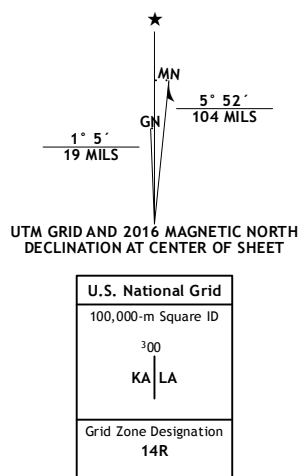 MN
5° 52´
104 MILS
GN
1° 5´
19 MILS
UTM GRID AND 2016 MAGNETIC NORTH
DECLINATION AT CENTER OF SHEET
U.S. National Grid
100,000-m Square ID
³00
KA LA
Grid Zone Designation
14R